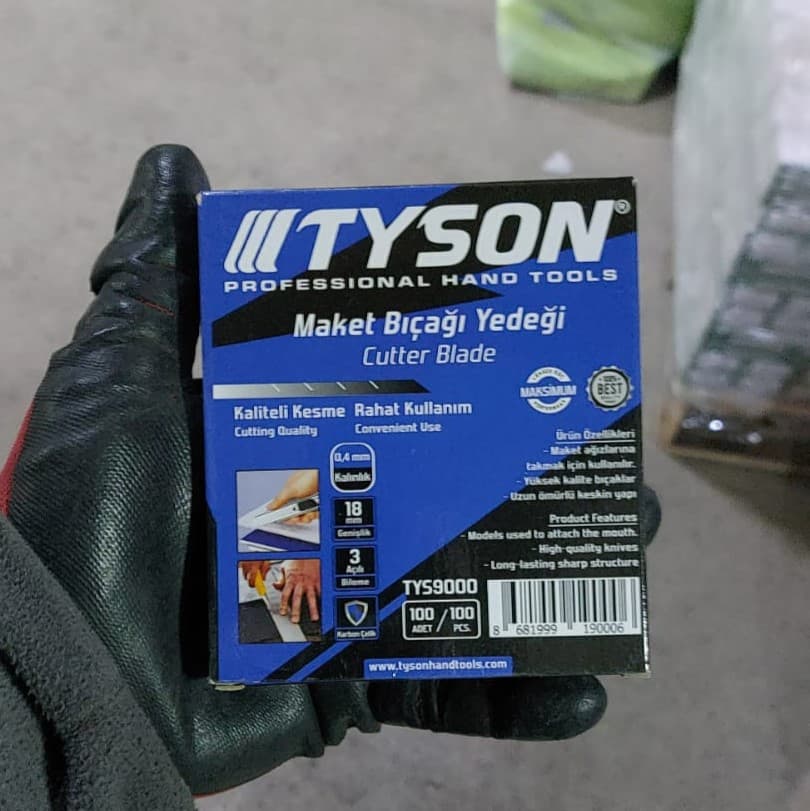 TYSON®
PROFESSIONAL HAND TOOLS
Maket Bıçağı Yedeği
Cutter Blade
MAKSİMUM
BEST
Kaliteli Kesme Rahat Kullanım
Cutting Quality Convenient Use
0,4 mm
Kalınlık
18
mm
Genişlik
3
Açılı
Bileme
Karbon Çelik
Ürün Özellikleri
- Maket ağızlarına
takmak için kullanılır.
- Yüksek kalite bıçaklar
- Uzun ömürlü keskin yapı
Product Features
- Models used to attach the mouth.
- High-quality knives
- Long-lasting sharp structure
TYS9000
100 / 100
ADET PCS.
8 681999 190006
www.tysonhandtools.com